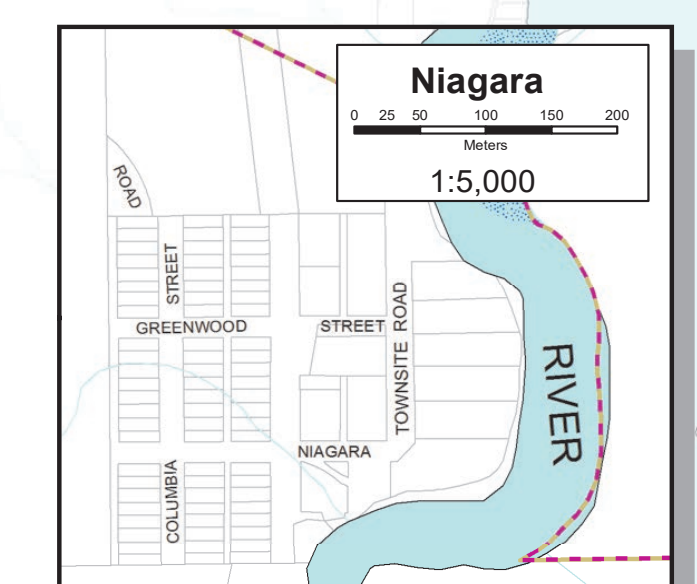 Niagara
0 25 50 100 150 200
Meters
1:5,000
ROAD
STREET
GREENWOOD STREET
TOWNSITE ROAD
RIVER
NIAGARA
COLUMBIA